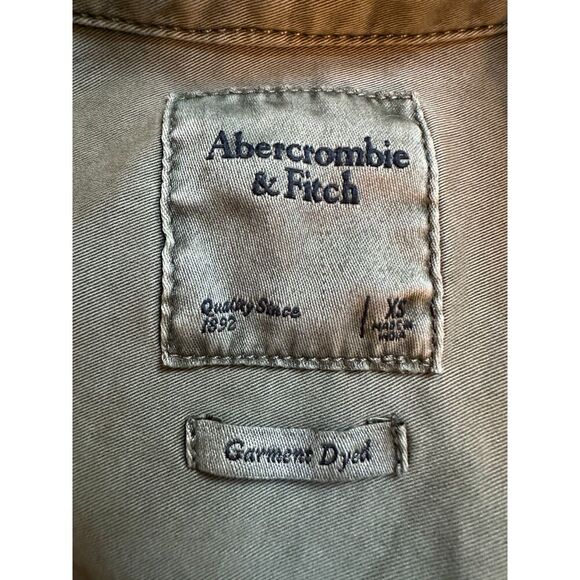 Abercrombie
& Fitch
Quality Since
1892
XS
MADE IN
INDIA
Garment Dyed